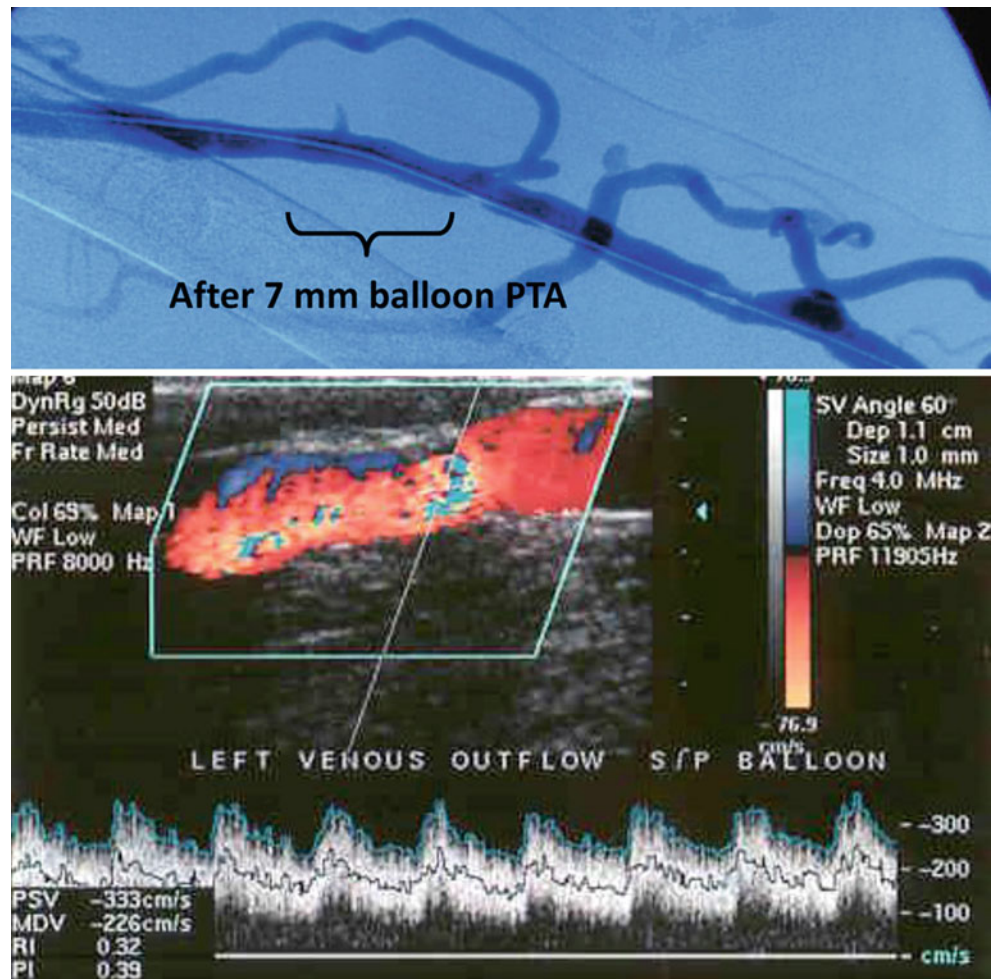 After 7 mm balloon PTA
Map 6
DynRg 50dB
Persist Med
Fr Rate Med
Col 69% Map 1
WF Low
PRF 8000 Hz
SV Angle 60°
Dep 1.1 cm
Size 1.0 mm
Freq 4.0 MHz
WF Low
Dop 65% Map 2
PRF 11905Hz
- 76.9
cm/s
LEFT VENOUS OUTFLOW S/P BALLOON
-300
-200
-100
cm/s
PSV -333cm/s
MDV -226cm/s
RI 0.32
PI 0.39